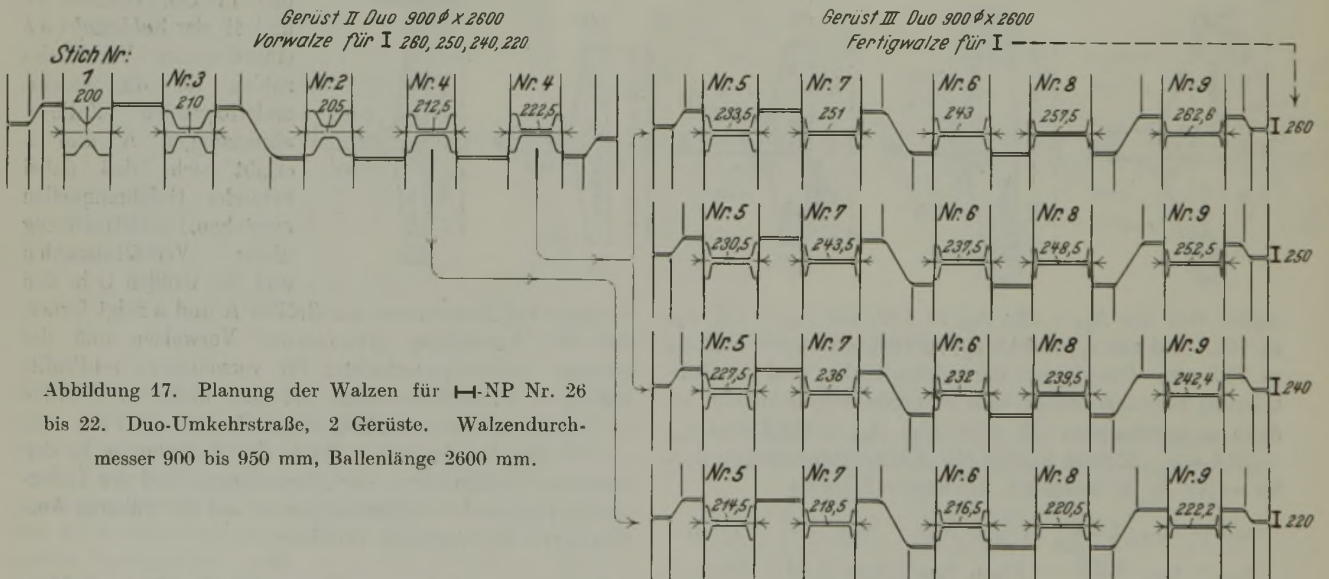 Gerüst II Duo 900 ⌀ x 2600
Vorwalze für I 260, 250, 240, 220
Gerüst III Duo 900 ⌀ x 2600
Fertigwalze für I
Stich Nr:
1
200
Nr.3
210
Nr.2
205
Nr.4
212,5
Nr. 4
222,5
Nr.5
233,5
Nr. 7
251
Nr.6
243
Nr. 8
257,5
Nr.9
262,6
I 260
Nr.5
230,5
Nr.7
243,5
Nr.6
237,5
Nr.8
248,5
Nr.9
252,5
I 250
Nr.5
227,5
Nr. 7
236
Nr.6
232
Nr.8
239,5
Nr.9
242,4
I 240
Nr.5
214,5
Nr. 7
218,5
Nr.6
216,5
Nr. 8
220,5
Nr.9
222,2
I 220
Abbildung 17. Planung der Walzen für I-NP Nr. 26
bis 22. Duo-Umkehrstraße, 2 Gerüste. Walzendurch-
messer 900 bis 950 mm, Ballenlänge 2600 mm.